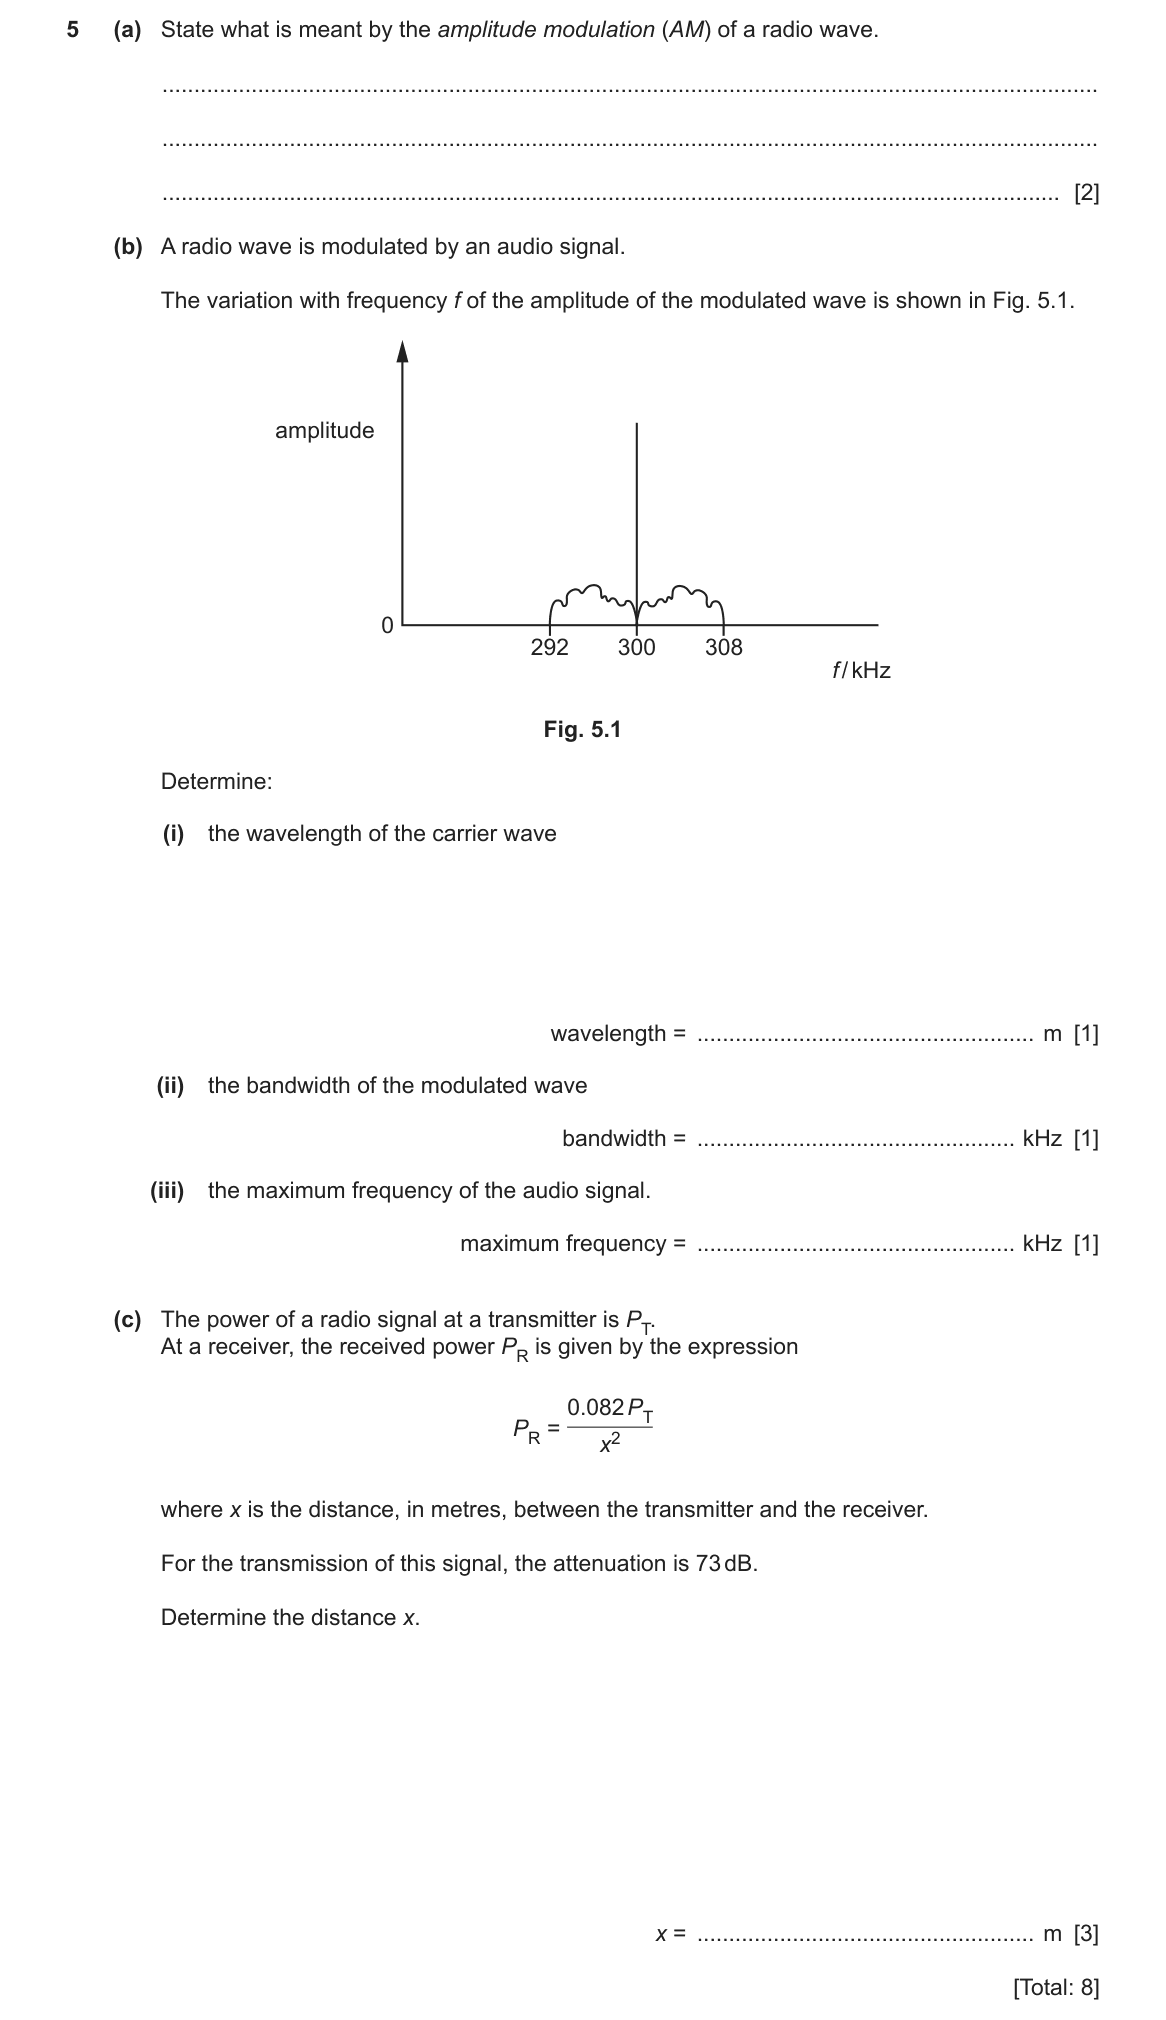 5 (a) State what is meant by the amplitude modulation (AM) of a radio wave.
..........................................................................................................................................
..........................................................................................................................................
.................................................................................................................................... [2]
(b) A radio wave is modulated by an audio signal.
The variation with frequency f of the amplitude of the modulated wave is shown in Fig. 5.1.
amplitude
0
292 300 308
f / kHz
Fig. 5.1
Determine:
(i) the wavelength of the carrier wave
wavelength = ..................................................... m [1]
(ii) the bandwidth of the modulated wave
bandwidth = .................................................. kHz [1]
(iii) the maximum frequency of the audio signal.
maximum frequency = .................................................. kHz [1]
(c) The power of a radio signal at a transmitter is P_T.
At a receiver, the received power P_R is given by the expression
P_R = 0.082 P_T / x²
where x is the distance, in metres, between the transmitter and the receiver.
For the transmission of this signal, the attenuation is 73 dB.
Determine the distance x.
x = ..................................................... m [3]
[Total: 8]